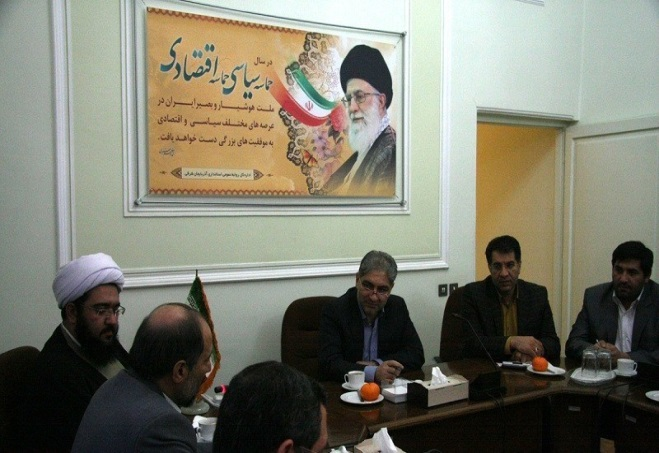 در سال
حماسه سیاسی حماسه اقتصادی
ملت هوشیار و بصیر ایران در
عرصه های مختلف سیاسی و اقتصادی
به موفقیت های بزرگی دست خواهد یافت.